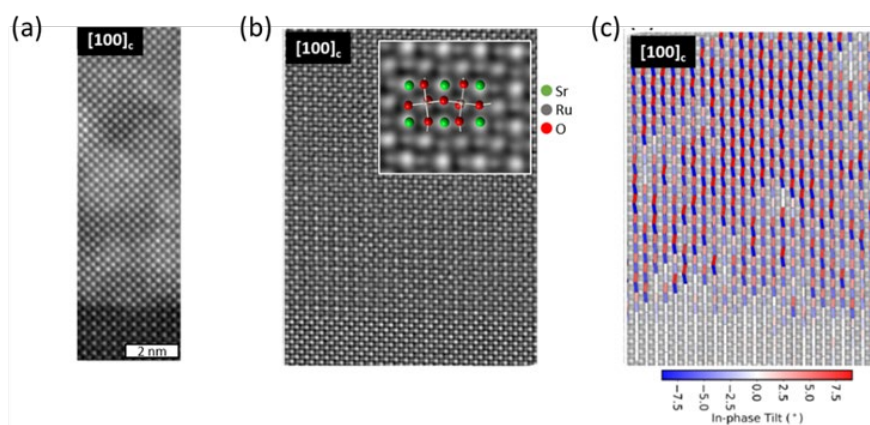 (a)
[100]c
2 nm
(b)
[100]c
Sr
Ru
O
(c)
[100]c
−7.5
−5.0
−2.5
0.0
2.5
5.0
7.5
In-phase Tilt (°)